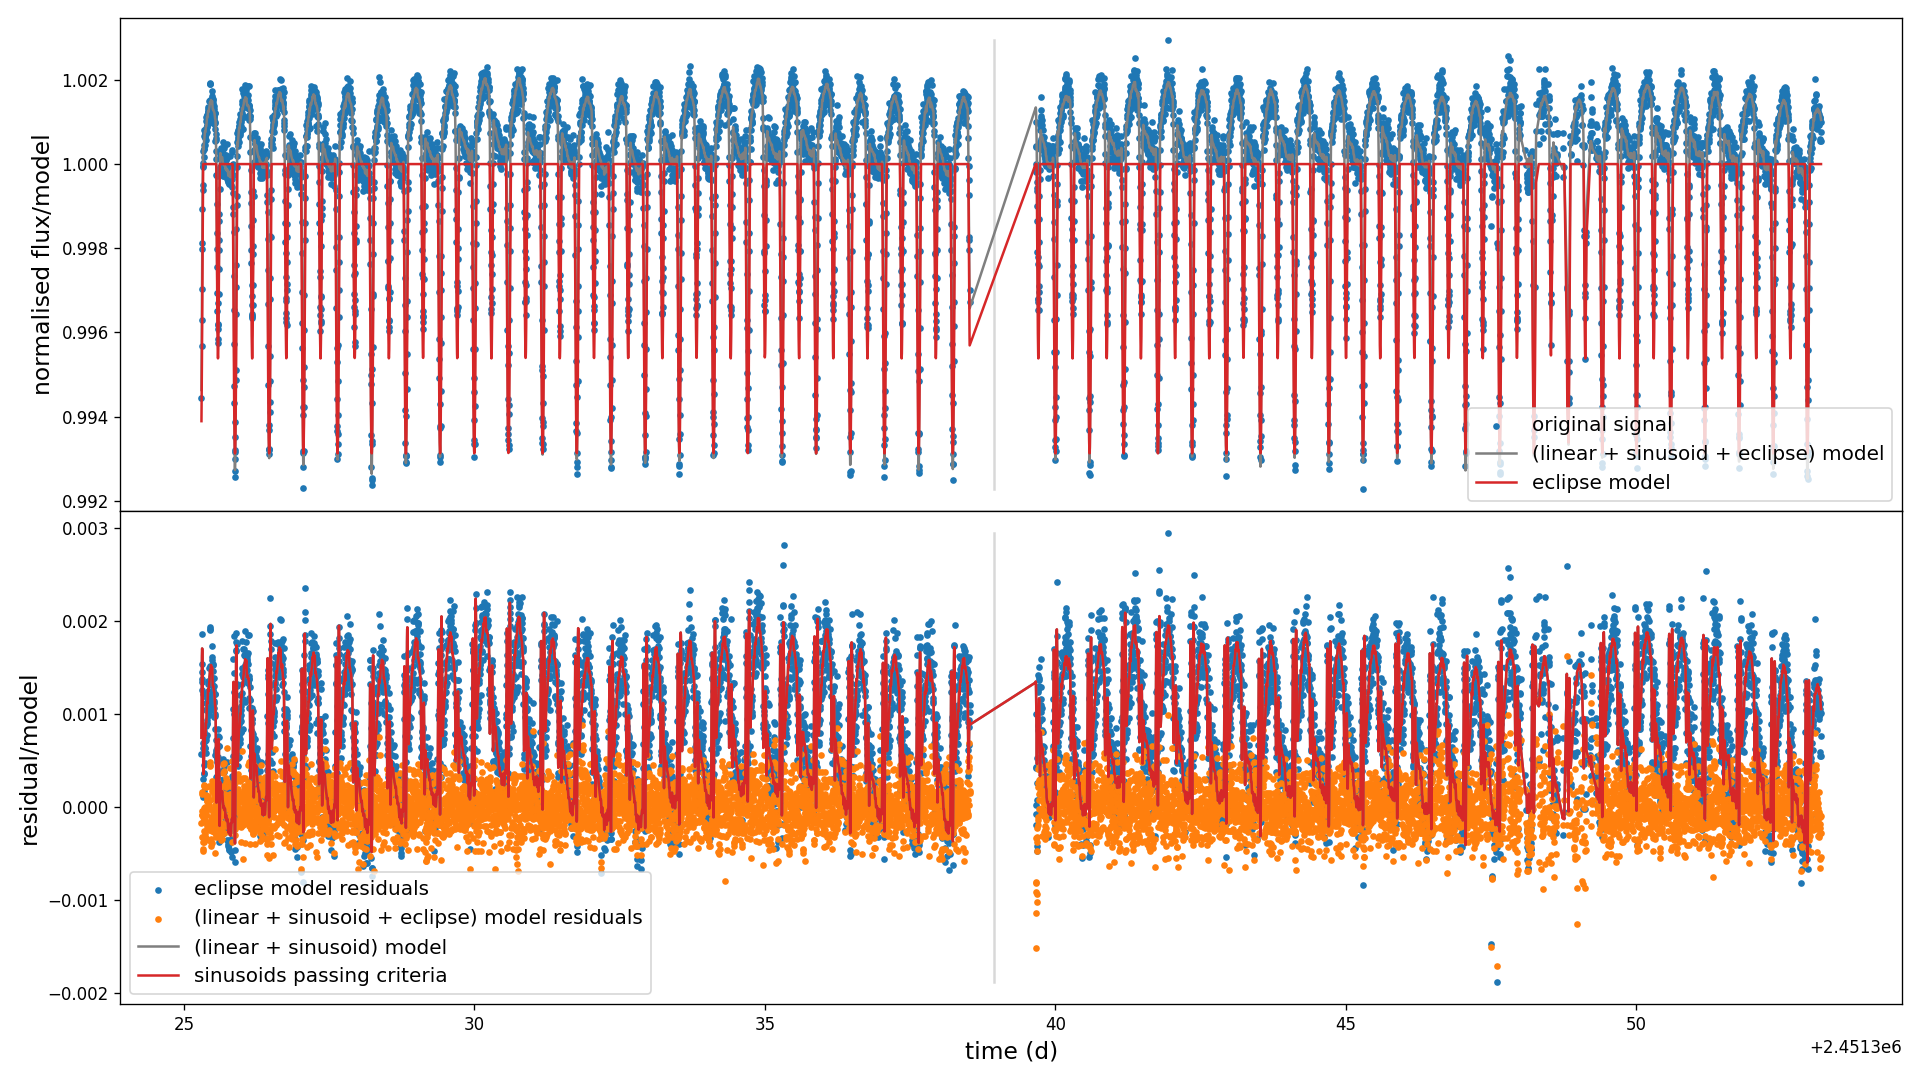 normalised flux/model
1.002
1.000
0.998
0.996
0.994
0.992
original signal
(linear + sinusoid + eclipse) model
eclipse model
residual/model
0.003
0.002
0.001
0.000
−0.001
−0.002
eclipse model residuals
(linear + sinusoid + eclipse) model residuals
(linear + sinusoid) model
sinusoids passing criteria
25 30 35 40 45 50
time (d)
+2.4513e6